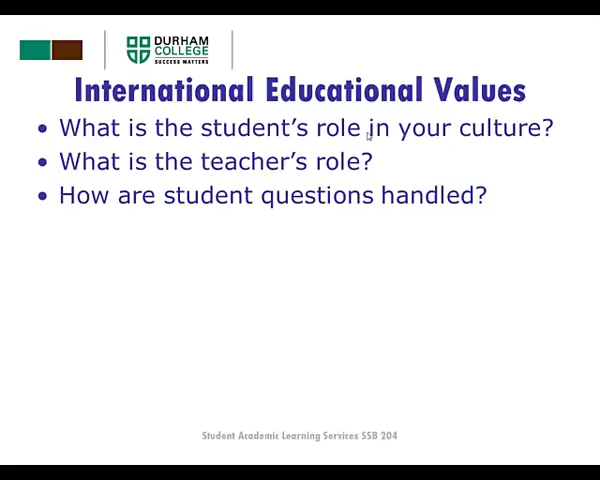 DURHAM
COLLEGE
SUCCESS MATTERS
International Educational Values
• What is the student's role in your culture?
• What is the teacher's role?
• How are student questions handled?
Student Academic Learning Services SSB 204